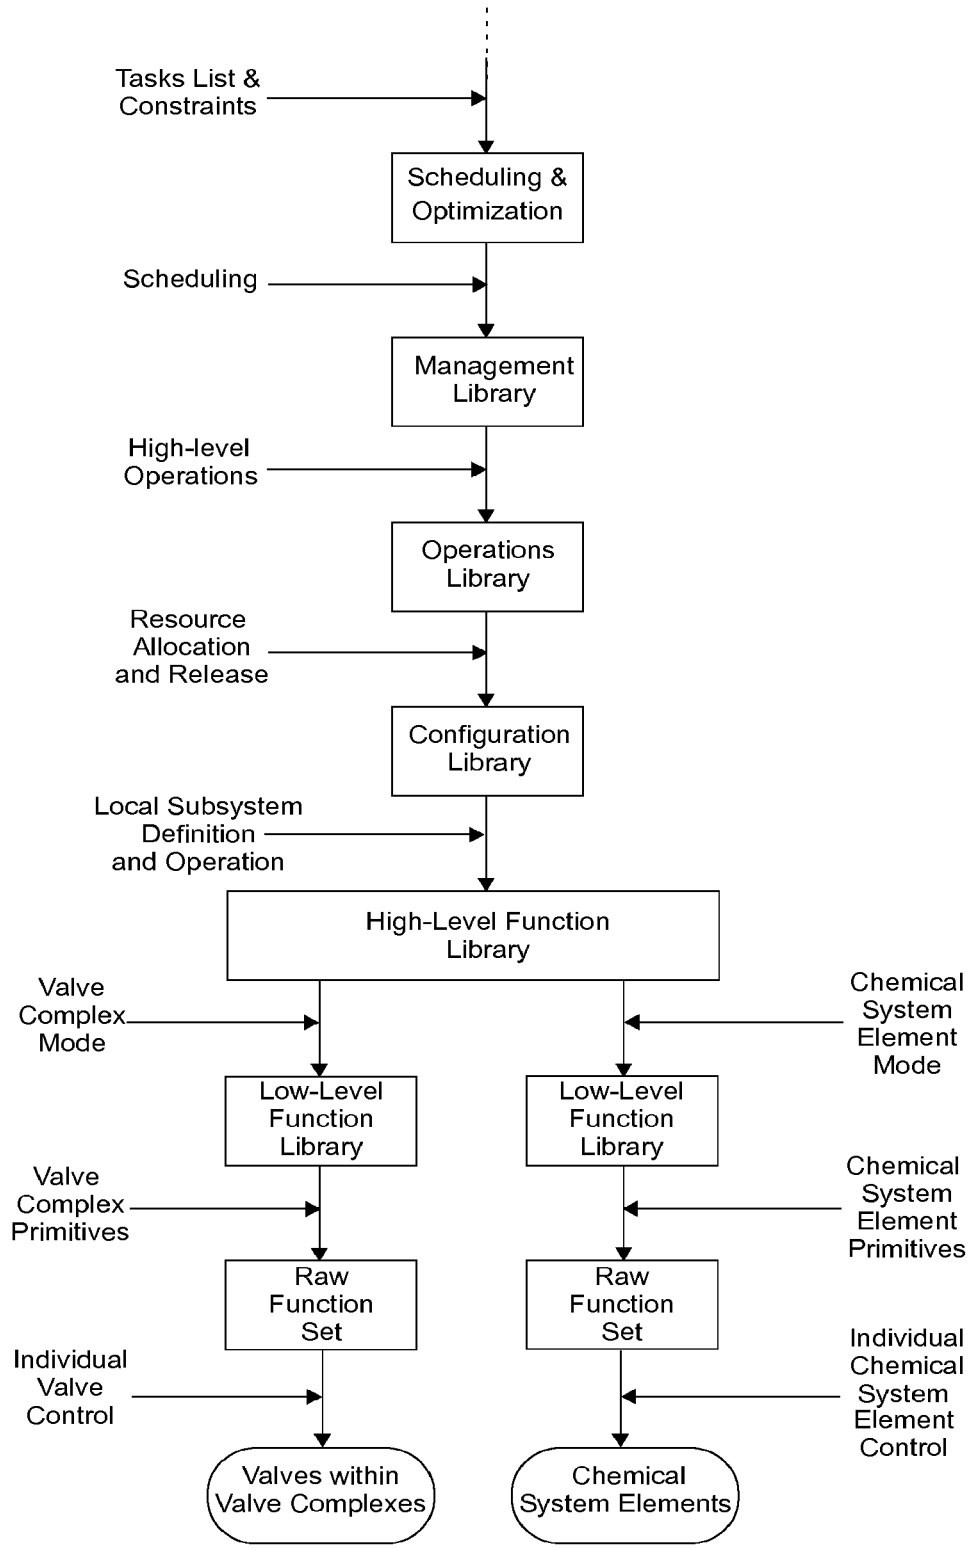 Tasks List &
Constraints
Scheduling &
Optimization
Scheduling
Management
Library
High-level
Operations
Operations
Library
Resource
Allocation
and Release
Configuration
Library
Local Subsystem
Definition
and Operation
High-Level Function
Library
Valve
Complex
Mode
Chemical
System
Element
Mode
Low-Level
Function
Library
Low-Level
Function
Library
Valve
Complex
Primitives
Chemical
System
Element
Primitives
Raw
Function
Set
Raw
Function
Set
Individual
Valve
Control
Individual
Chemical
System
Element
Control
Valves within
Valve Complexes
Chemical
System Elements